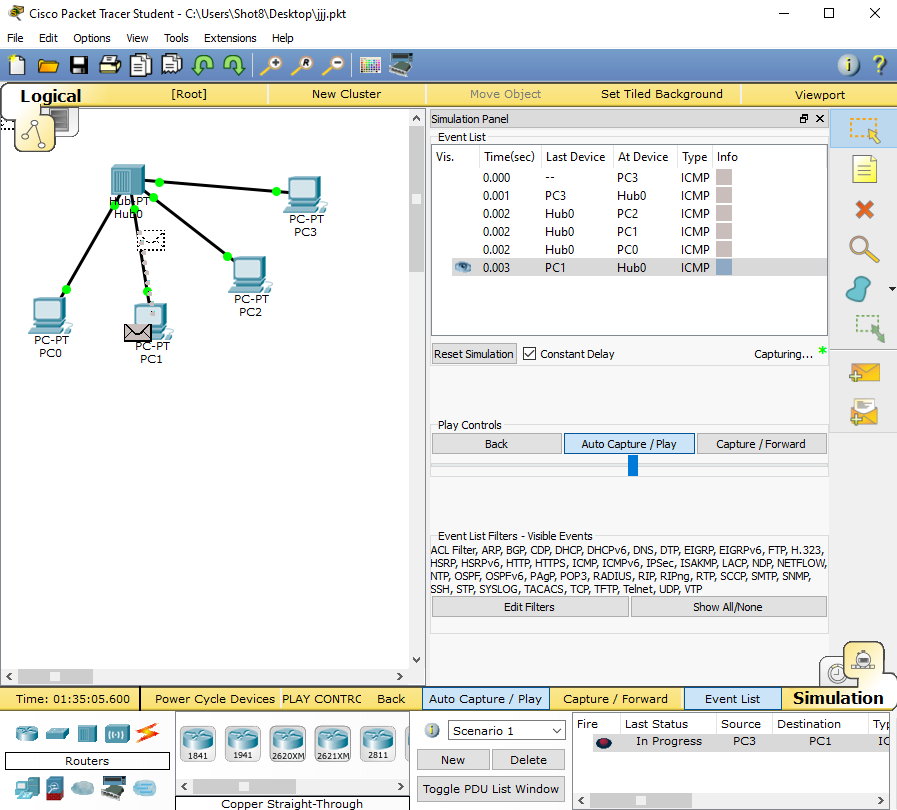 Cisco Packet Tracer Student - C:\Users\Shot8\Desktop\jjj.pkt
File Edit Options View Tools Extensions Help
Logical [Root] New Cluster Move Object Set Tiled Background Viewport
Simulation Panel
Event List
Vis. Time(sec) Last Device At Device Type Info
0.000 -- PC3 ICMP
0.001 PC3 Hub0 ICMP
0.002 Hub0 PC2 ICMP
0.002 Hub0 PC1 ICMP
0.002 Hub0 PC0 ICMP
0.003 PC1 Hub0 ICMP
Hub-PT
Hub0
PC-PT
PC3
PC-PT
PC2
PC-PT
PC0
PC-PT
PC1
Reset Simulation Constant Delay Capturing... *
Play Controls
Back Auto Capture / Play Capture / Forward
Event List Filters - Visible Events
ACL Filter, ARP, BGP, CDP, DHCP, DHCPv6, DNS, DTP, EIGRP, EIGRPv6, FTP, H.323,
HSRP, HSRPv6, HTTP, HTTPS, ICMP, ICMPv6, IPSec, ISAKMP, LACP, NDP, NETFLOW,
NTP, OSPF, OSPFv6, PAgP, POP3, RADIUS, RIP, RIPng, RTP, SCCP, SMTP, SNMP,
SSH, STP, SYSLOG, TACACS, TCP, TFTP, Telnet, UDP, VTP
Edit Filters Show All/None
Time: 01:35:05.600 Power Cycle Devices PLAY CONTRC Back Auto Capture / Play Capture / Forward Event List Simulation
Routers
1841 1941 2620XM 2621XM 2811
Copper Straight-Through
Scenario 1
New Delete
Toggle PDU List Window
Fire Last Status Source Destination Typ
In Progress PC3 PC1 IC